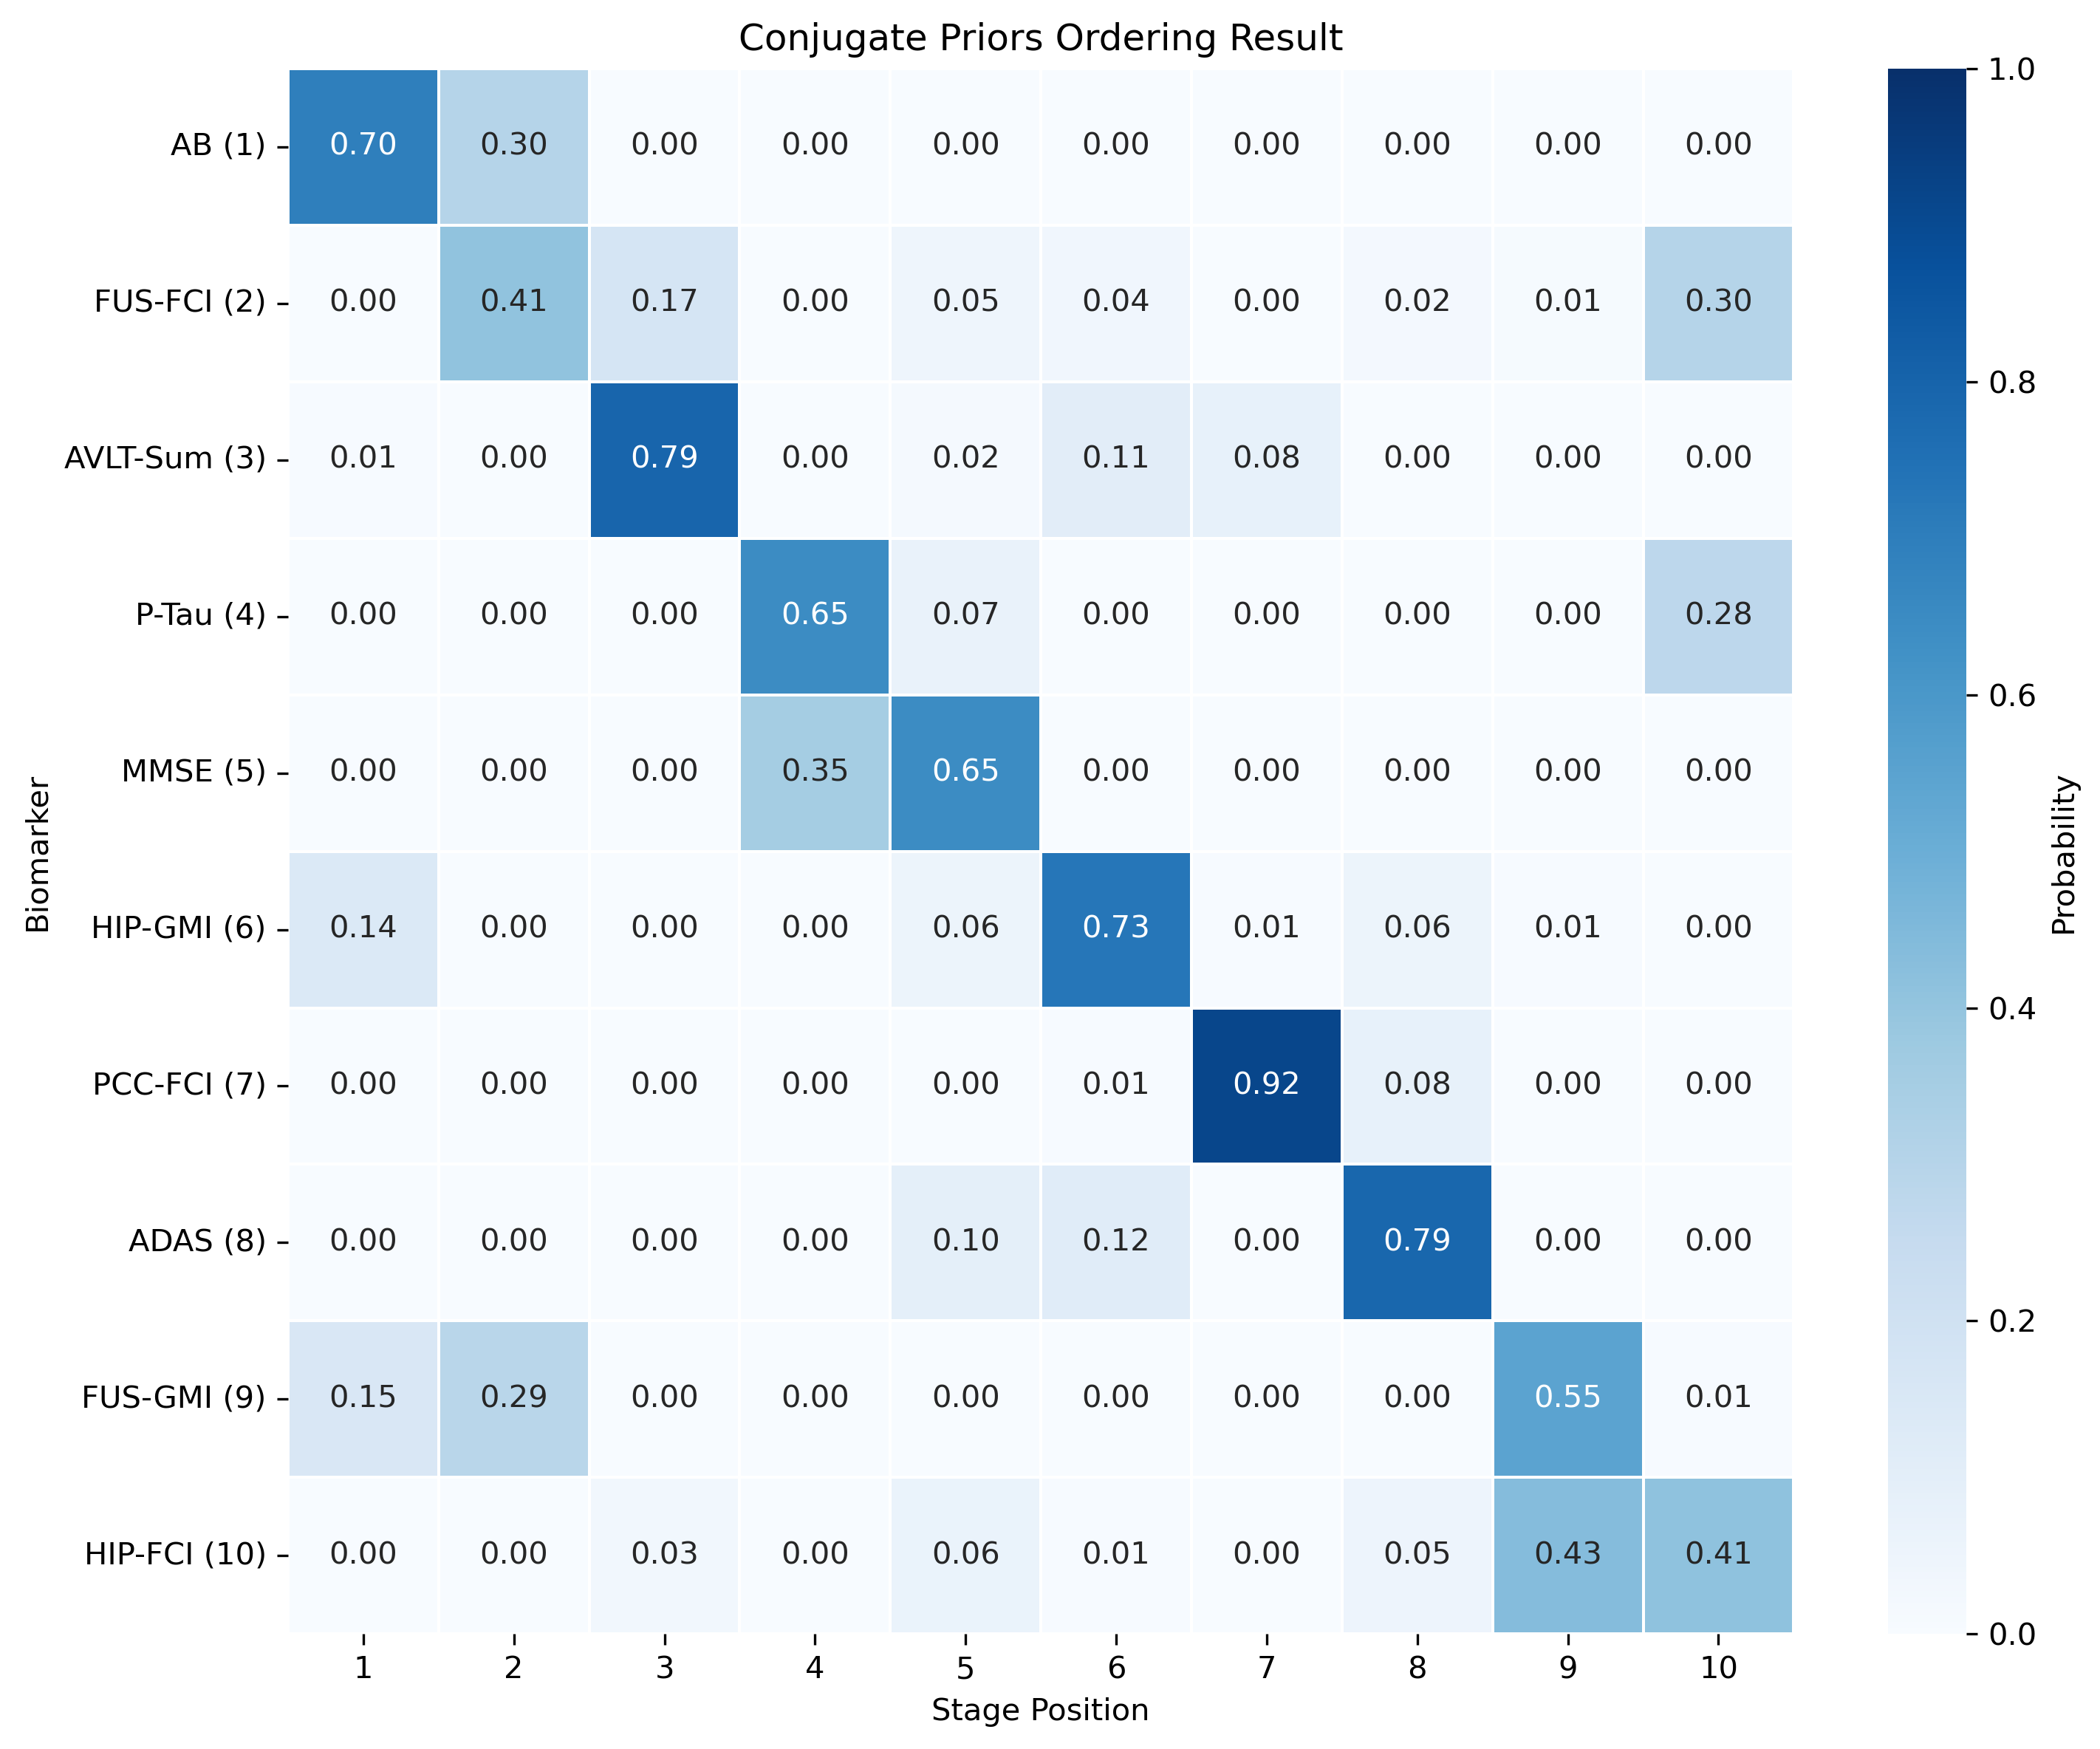 Conjugate Priors Ordering Result
AB (1) 0.70 0.30 0.00 0.00 0.00 0.00 0.00 0.00 0.00 0.00
FUS-FCI (2) 0.00 0.41 0.17 0.00 0.05 0.04 0.00 0.02 0.01 0.30
AVLT-Sum (3) 0.01 0.00 0.79 0.00 0.02 0.11 0.08 0.00 0.00 0.00
P-Tau (4) 0.00 0.00 0.00 0.65 0.07 0.00 0.00 0.00 0.00 0.28
MMSE (5) 0.00 0.00 0.00 0.35 0.65 0.00 0.00 0.00 0.00 0.00
HIP-GMI (6) 0.14 0.00 0.00 0.00 0.06 0.73 0.01 0.06 0.01 0.00
PCC-FCI (7) 0.00 0.00 0.00 0.00 0.00 0.01 0.92 0.08 0.00 0.00
ADAS (8) 0.00 0.00 0.00 0.00 0.10 0.12 0.00 0.79 0.00 0.00
FUS-GMI (9) 0.15 0.29 0.00 0.00 0.00 0.00 0.00 0.00 0.55 0.01
HIP-FCI (10) 0.00 0.00 0.03 0.00 0.06 0.01 0.00 0.05 0.43 0.41
1 2 3 4 5 6 7 8 9 10
Stage Position
Biomarker
1.0
0.8
0.6
0.4
0.2
0.0
Probability